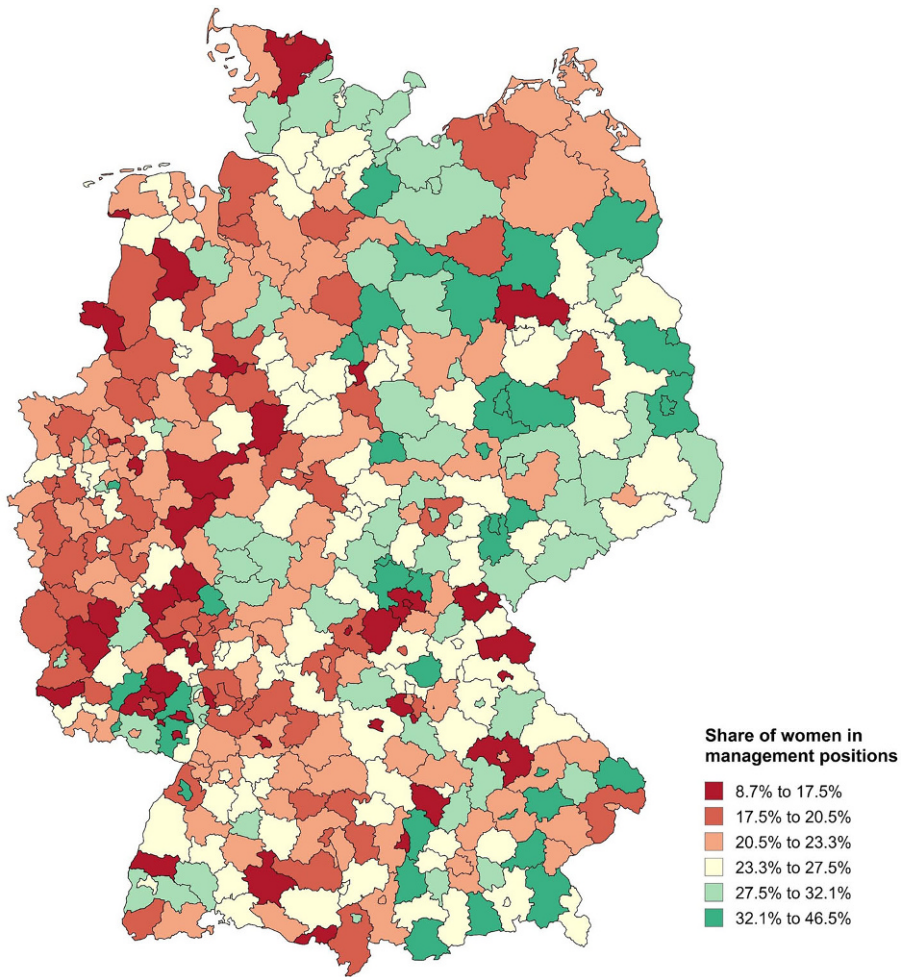 Share of women in
management positions
8.7% to 17.5%
17.5% to 20.5%
20.5% to 23.3%
23.3% to 27.5%
27.5% to 32.1%
32.1% to 46.5%